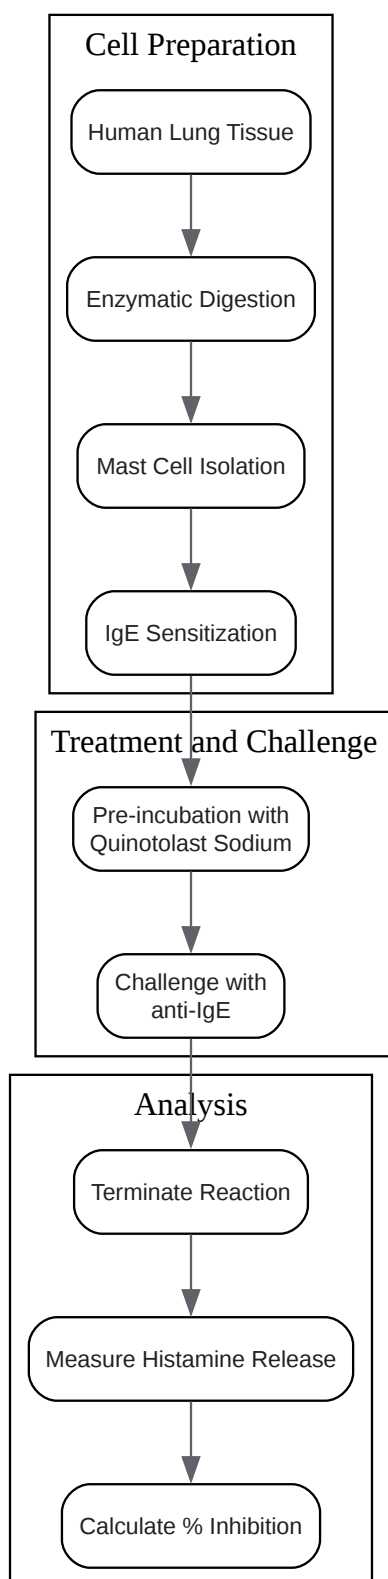 Cell Preparation
Human Lung Tissue
Enzymatic Digestion
Mast Cell Isolation
IgE Sensitization
Treatment and Challenge
Pre-incubation with
Quinotolast Sodium
Challenge with
anti-IgE
Analysis
Terminate Reaction
Measure Histamine Release
Calculate % Inhibition